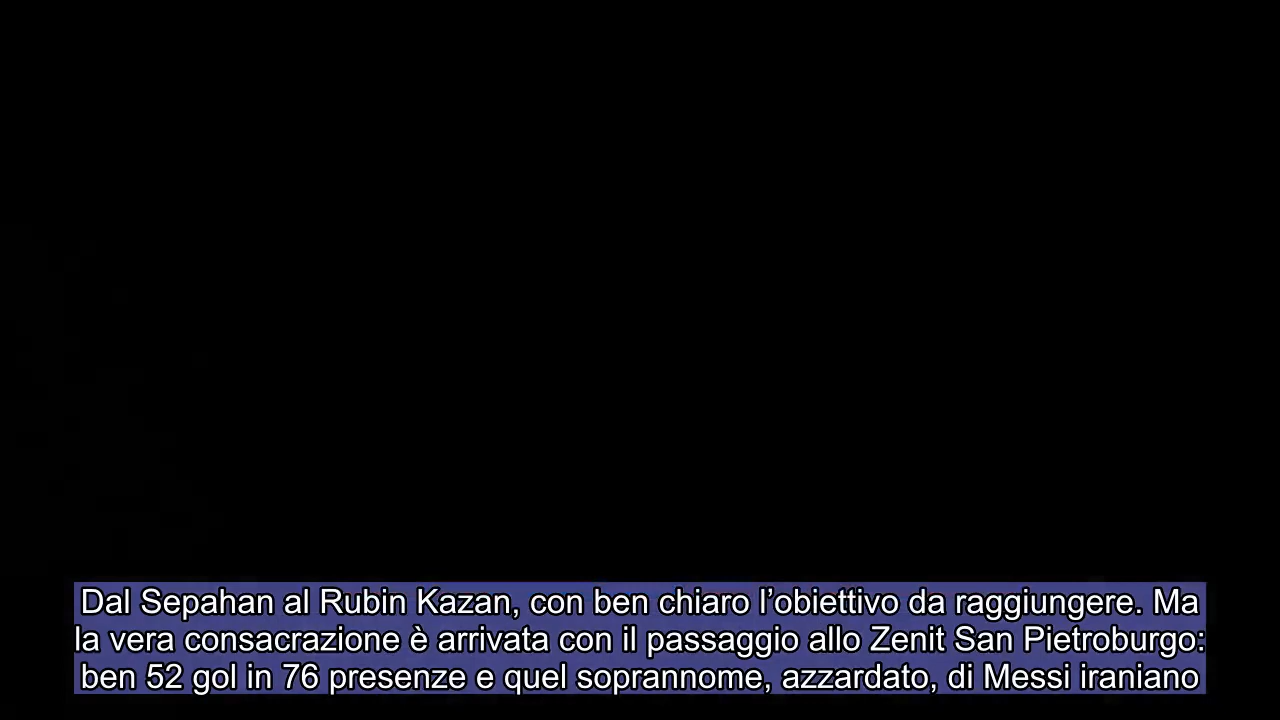 Dal Sepahan al Rubin Kazan, con ben chiaro l’obiettivo da raggiungere. Ma
la vera consacrazione è arrivata con il passaggio allo Zenit San Pietroburgo:
ben 52 gol in 76 presenze e quel soprannome, azzardato, di Messi iraniano